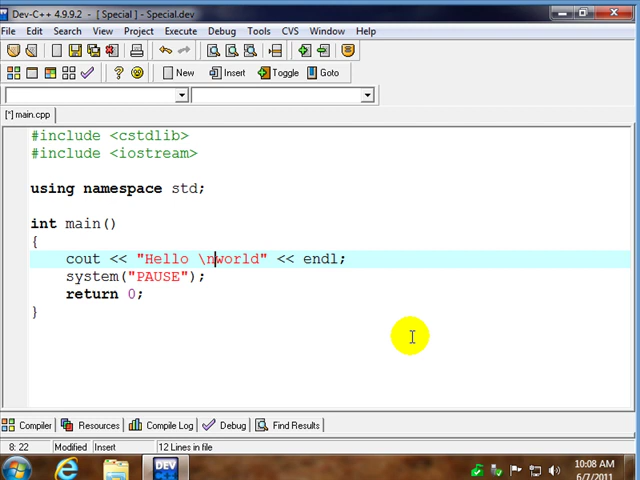 Dev-C++ 4.9.9.2 - [ Special ] - Special.dev
File Edit Search View Project Execute Debug Tools CVS Window Help
New Insert Toggle Goto
[*] main.cpp
#include <cstdlib>
#include <iostream>
using namespace std;
int main()
{
cout << "Hello \nworld" << endl;
system("PAUSE");
return 0;
}
Compiler Resources Compile Log Debug Find Results
8: 22 Modified Insert 12 Lines in file
DEV
10:08 AM
6/7/2011